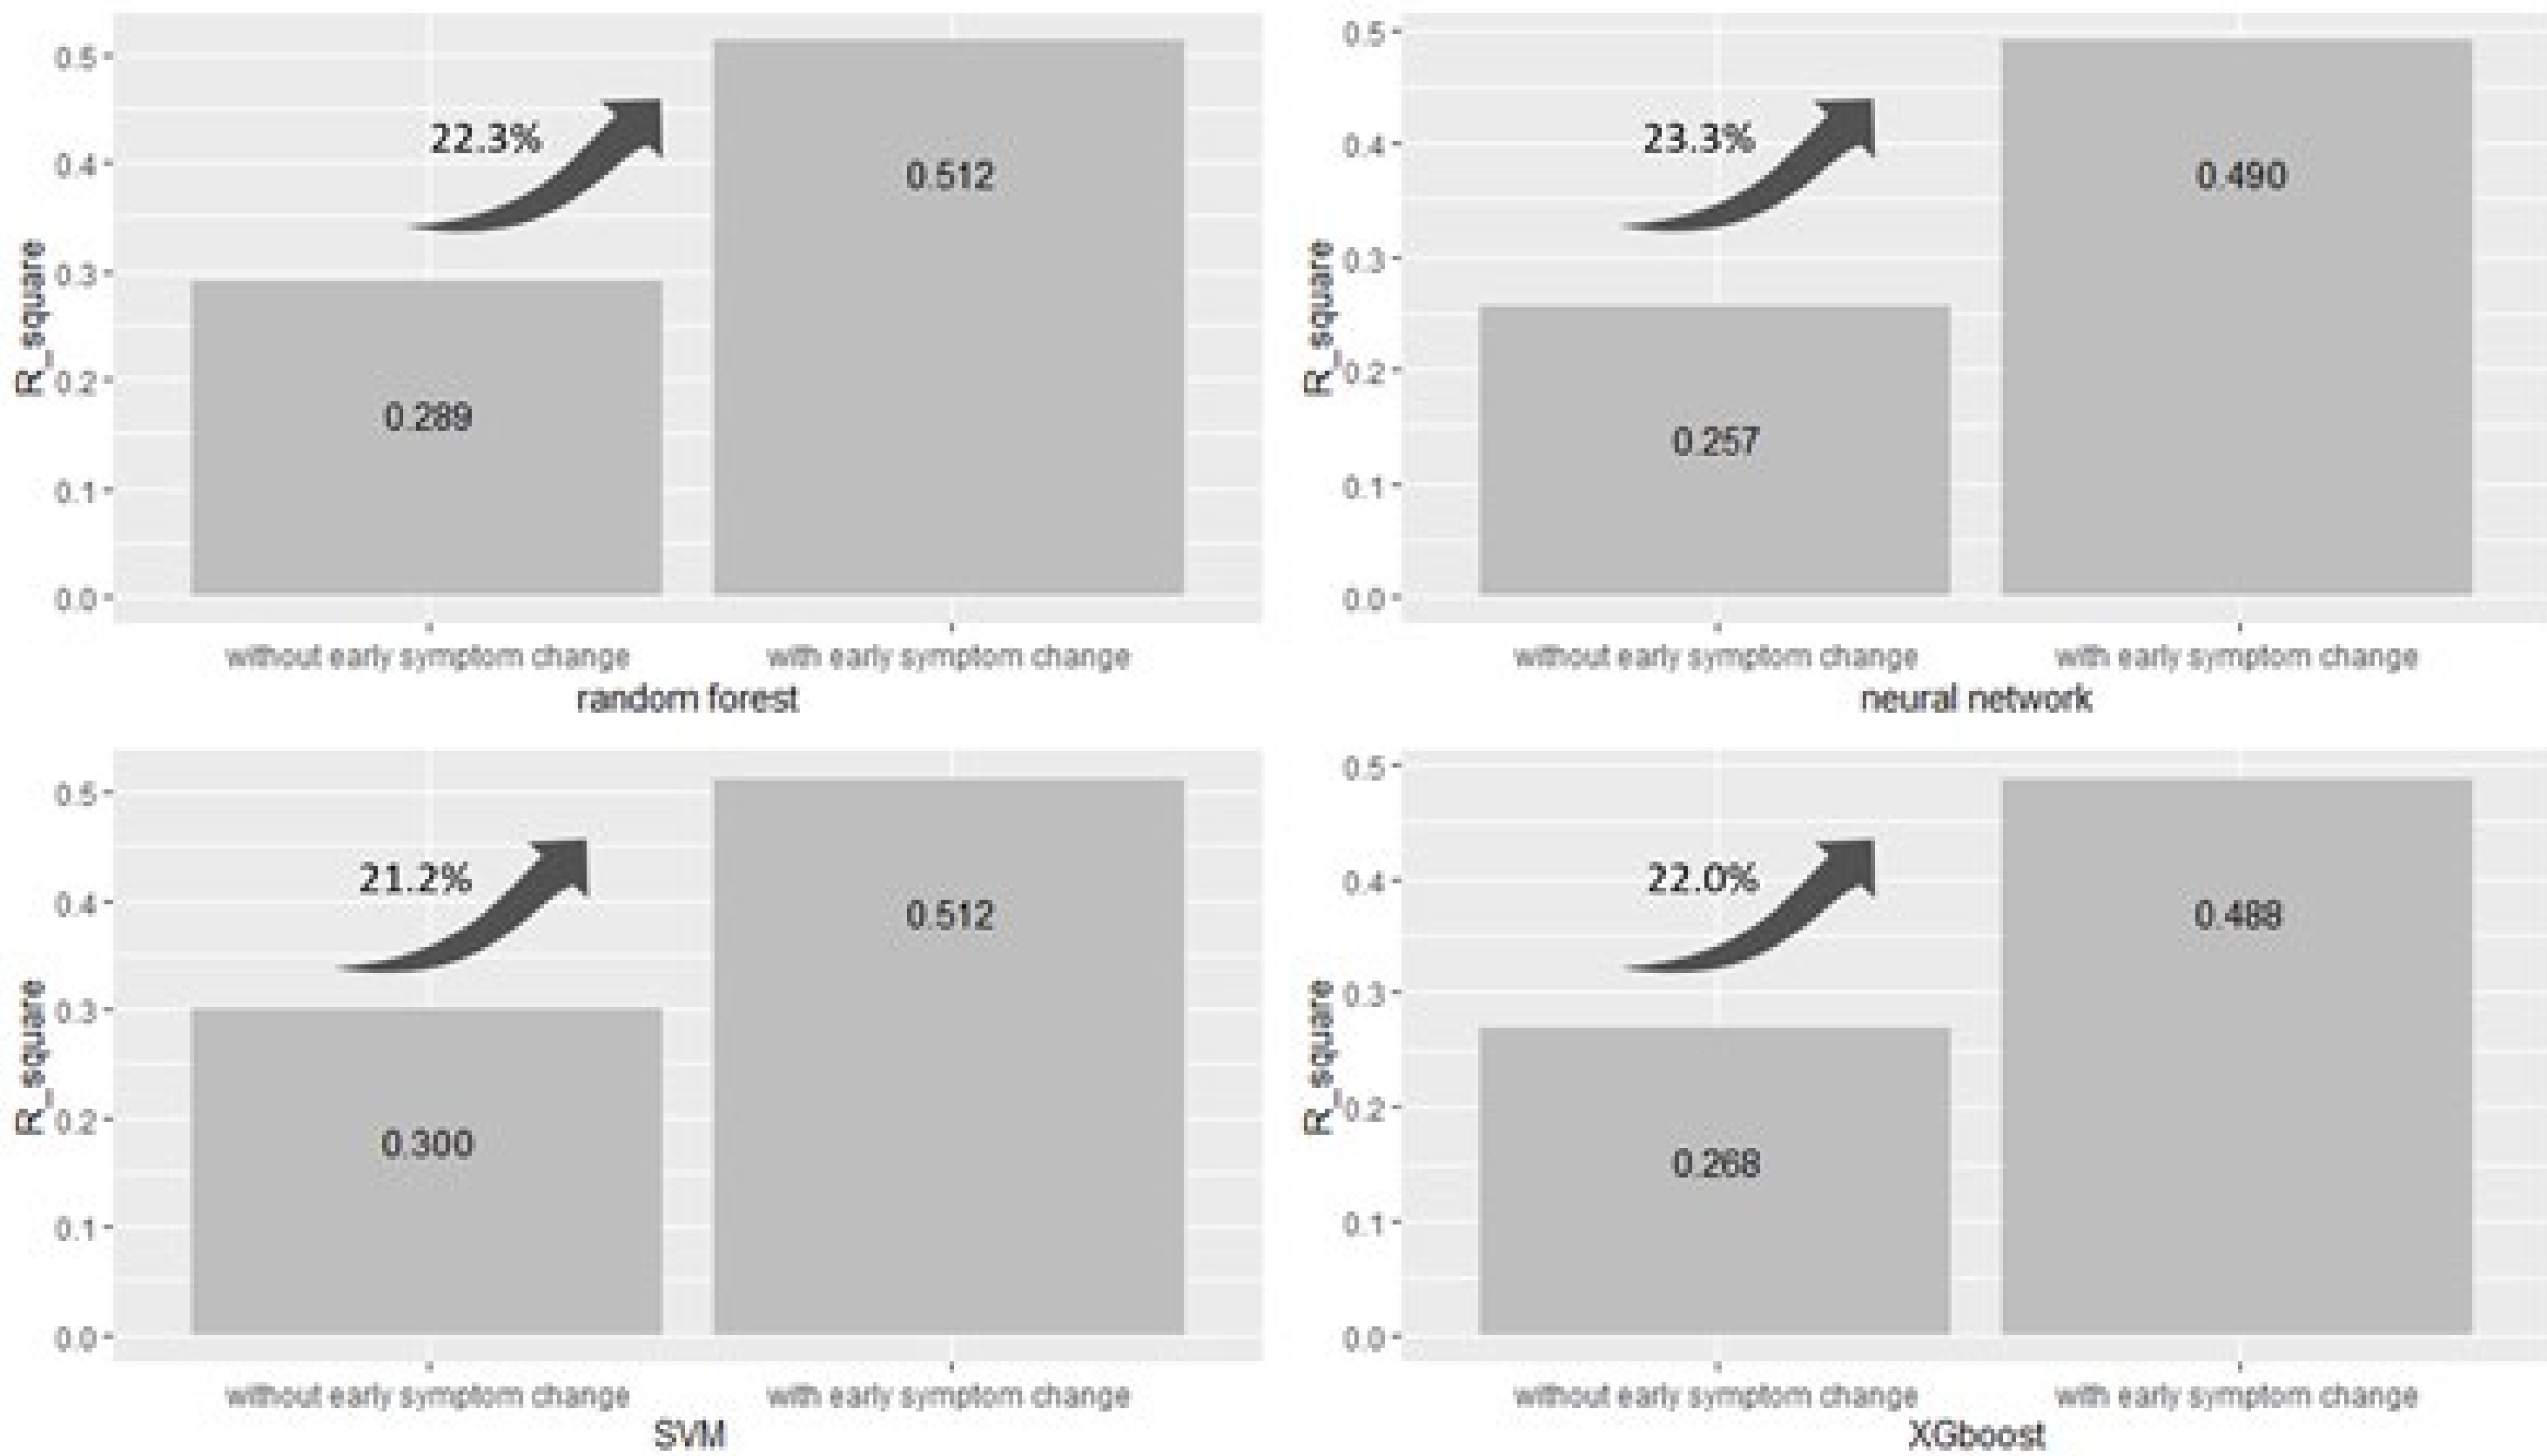 R_square
0.5
0.4
0.3
0.2
0.1
0.0
22.3%
0.289
0.512
without early symptom change
with early symptom change
random forest
R_square
0.5
0.4
0.3
0.2
0.1
0.0
23.3%
0.257
0.490
without early symptom change
with early symptom change
neural network
R_square
0.5
0.4
0.3
0.2
0.1
0.0
21.2%
0.300
0.512
without early symptom change
with early symptom change
SVM
R_square
0.5
0.4
0.3
0.2
0.1
0.0
22.0%
0.268
0.488
without early symptom change
with early symptom change
XGboost